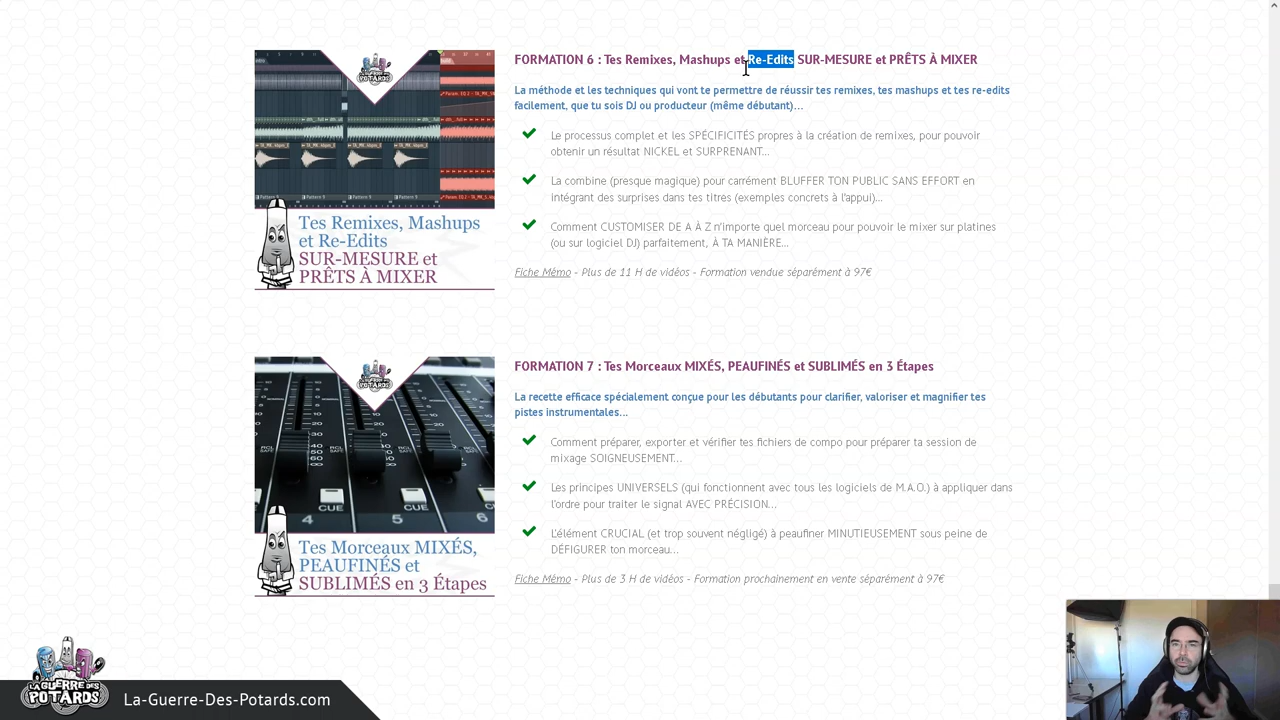 FORMATION 6 : Tes Remixes, Mashups et Re-Edits SUR-MESURE et PRÊTS À MIXER
La méthode et les techniques qui vont te permettre de réussir tes remixes, tes mashups et tes re-edits
facilement, que tu sois DJ ou producteur (même débutant)...
Le processus complet et les SPÉCIFICITÉS propres à la création de remixes, pour pouvoir
obtenir un résultat NICKEL et SURPRENANT...
La combine (presque magique) pour carrément BLUFFER TON PUBLIC SANS EFFORT en
intégrant des surprises dans tes titres (exemples concrets à l'appui)...
Comment CUSTOMISER DE A À Z n'importe quel morceau pour pouvoir le mixer sur platines
(ou sur logiciel DJ) parfaitement, À TA MANIÈRE...
Fiche Mémo - Plus de 11 H de vidéos - Formation vendue séparément à 97€
Tes Remixes, Mashups
et Re-Edits
SUR-MESURE et
PRÊTS À MIXER
FORMATION 7 : Tes Morceaux MIXÉS, PEAUFINÉS et SUBLIMÉS en 3 Étapes
La recette efficace spécialement conçue pour les débutants pour clarifier, valoriser et magnifier tes
pistes instrumentales...
Comment préparer, exporter et vérifier tes fichiers de compo pour préparer ta session de
mixage SOIGNEUSEMENT...
Les principes UNIVERSELS (qui fonctionnent avec tous les logiciels de M.A.O.) à appliquer dans
l'ordre pour traiter le signal AVEC PRÉCISION...
L'élément CRUCIAL (et trop souvent négligé) à peaufiner MINUTIEUSEMENT sous peine de
DÉFIGURER ton morceau...
Fiche Mémo - Plus de 3 H de vidéos - Formation prochainement en vente séparément à 97€
CUE CUE CUE
4 5 6
Tes Morceaux MIXÉS,
PEAUFINÉS et
SUBLIMÉS en 3 Étapes
LA GUERRE DES
POTARDS
La-Guerre-Des-Potards.com